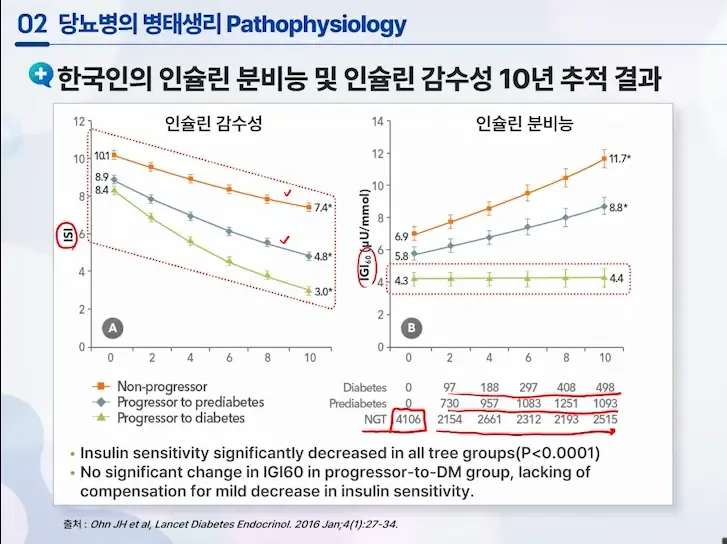 02 당뇨병의 병태생리 Pathophysiology
한국인의 인슐린 분비능 및 인슐린 감수성 10년 추적 결과
인슐린 감수성
12
10
8
6
4
2
0
ISI
10.1
8.9
8.4
7.4*
4.8*
3.0*
A
0 2 4 6 8 10
인슐린 분비능
14
12
10
8
6
4
2
0
IGI60 (μU/mmol)
6.9
5.8
4.3
11.7*
8.8*
4.4
B
0 2 4 6 8 10
Non-progressor
Progressor to prediabetes
Progressor to diabetes
Diabetes 0 97 188 297 408 498
Prediabetes 0 730 957 1083 1251 1093
NGT 4106 2154 2661 2312 2193 2515
• Insulin sensitivity significantly decreased in all tree groups(P<0.0001)
• No significant change in IGI60 in progressor-to-DM group, lacking of
compensation for mild decrease in insulin sensitivity.
출처 : Ohn JH et al, Lancet Diabetes Endocrinol. 2016 Jan;4(1):27-34.